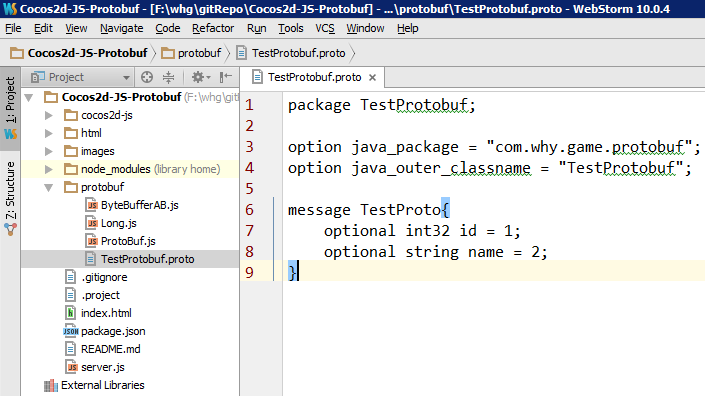 Cocos2d-JS-Protobuf - [F:\whg\gitRepo\Cocos2d-JS-Protobuf] - ...\protobuf\TestProtobuf.proto - WebStorm 10.0.4
File Edit View Navigate Code Refactor Run Tools VCS Window Help
Cocos2d-JS-Protobuf protobuf TestProtobuf.proto
1: Project
Z: Structure
Project
Cocos2d-JS-Protobuf (F:\whg\git
cocos2d-js
html
images
node_modules (library home)
protobuf
ByteBufferAB.js
Long.js
ProtoBuf.js
TestProtobuf.proto
.gitignore
.project
index.html
package.json
README.md
server.js
External Libraries
TestProtobuf.proto
1 package TestProtobuf;
2
3 option java_package = "com.why.game.protobuf";
4 option java_outer_classname = "TestProtobuf";
5
6 message TestProto{
7 optional int32 id = 1;
8 optional string name = 2;
9 }